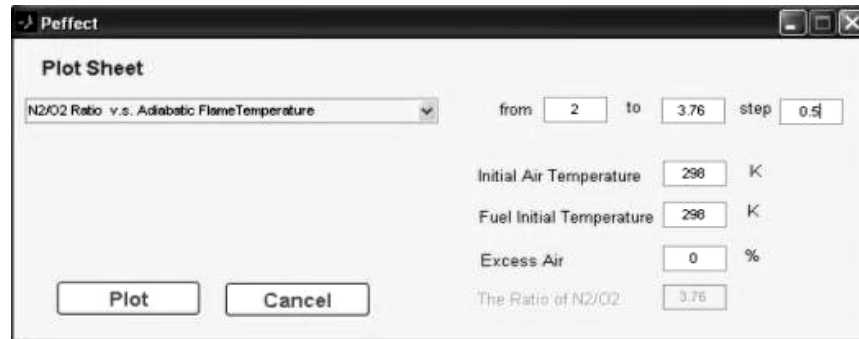 Peffect
Plot Sheet
N2/O2 Ratio v.s. Adiabatic FlameTemperature
from 2 to 3.76 step 0.5
Initial Air Temperature 298 K
Fuel Initial Temperature 298 K
Excess Air 0 %
Plot Cancel
The Ratio of N2/O2 3.76